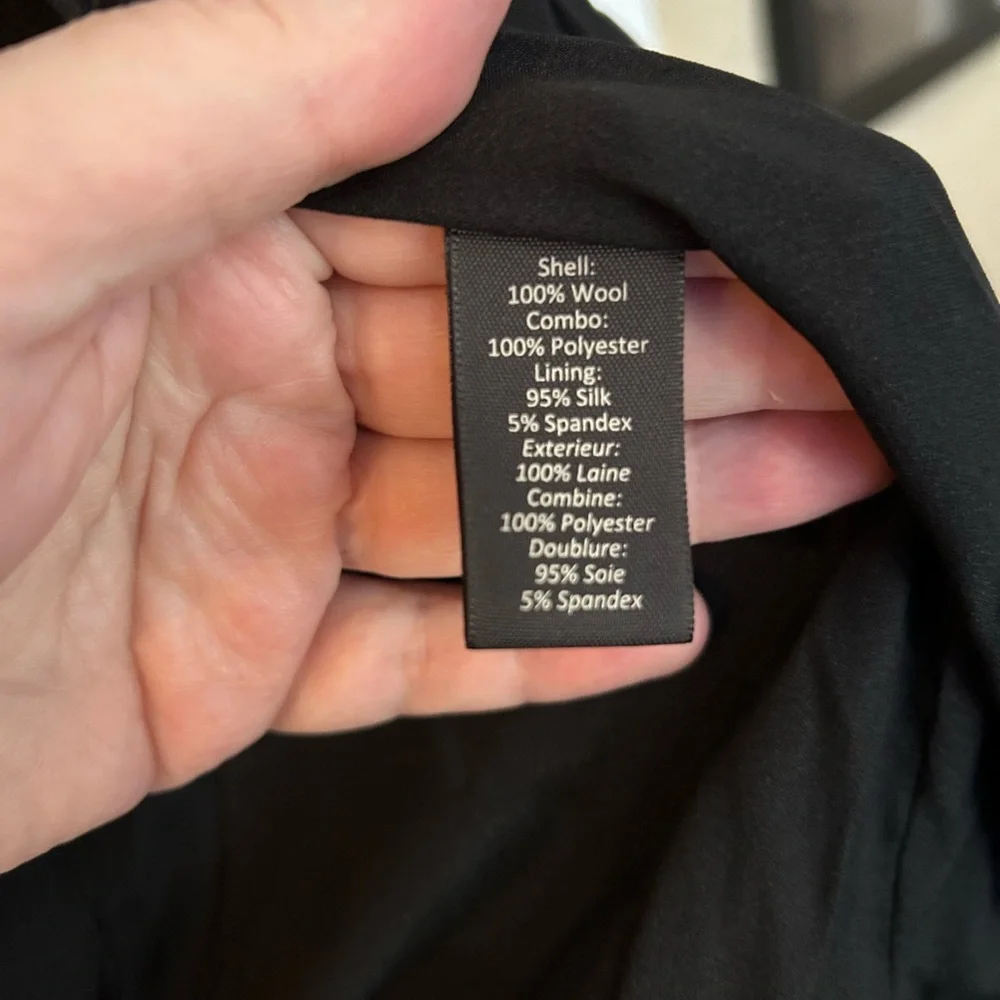 Shell:
100% Wool
Combo:
100% Polyester
Lining:
95% Silk
5% Spandex
Exterieur:
100% Laine
Combine:
100% Polyester
Doublure:
95% Soie
5% Spandex